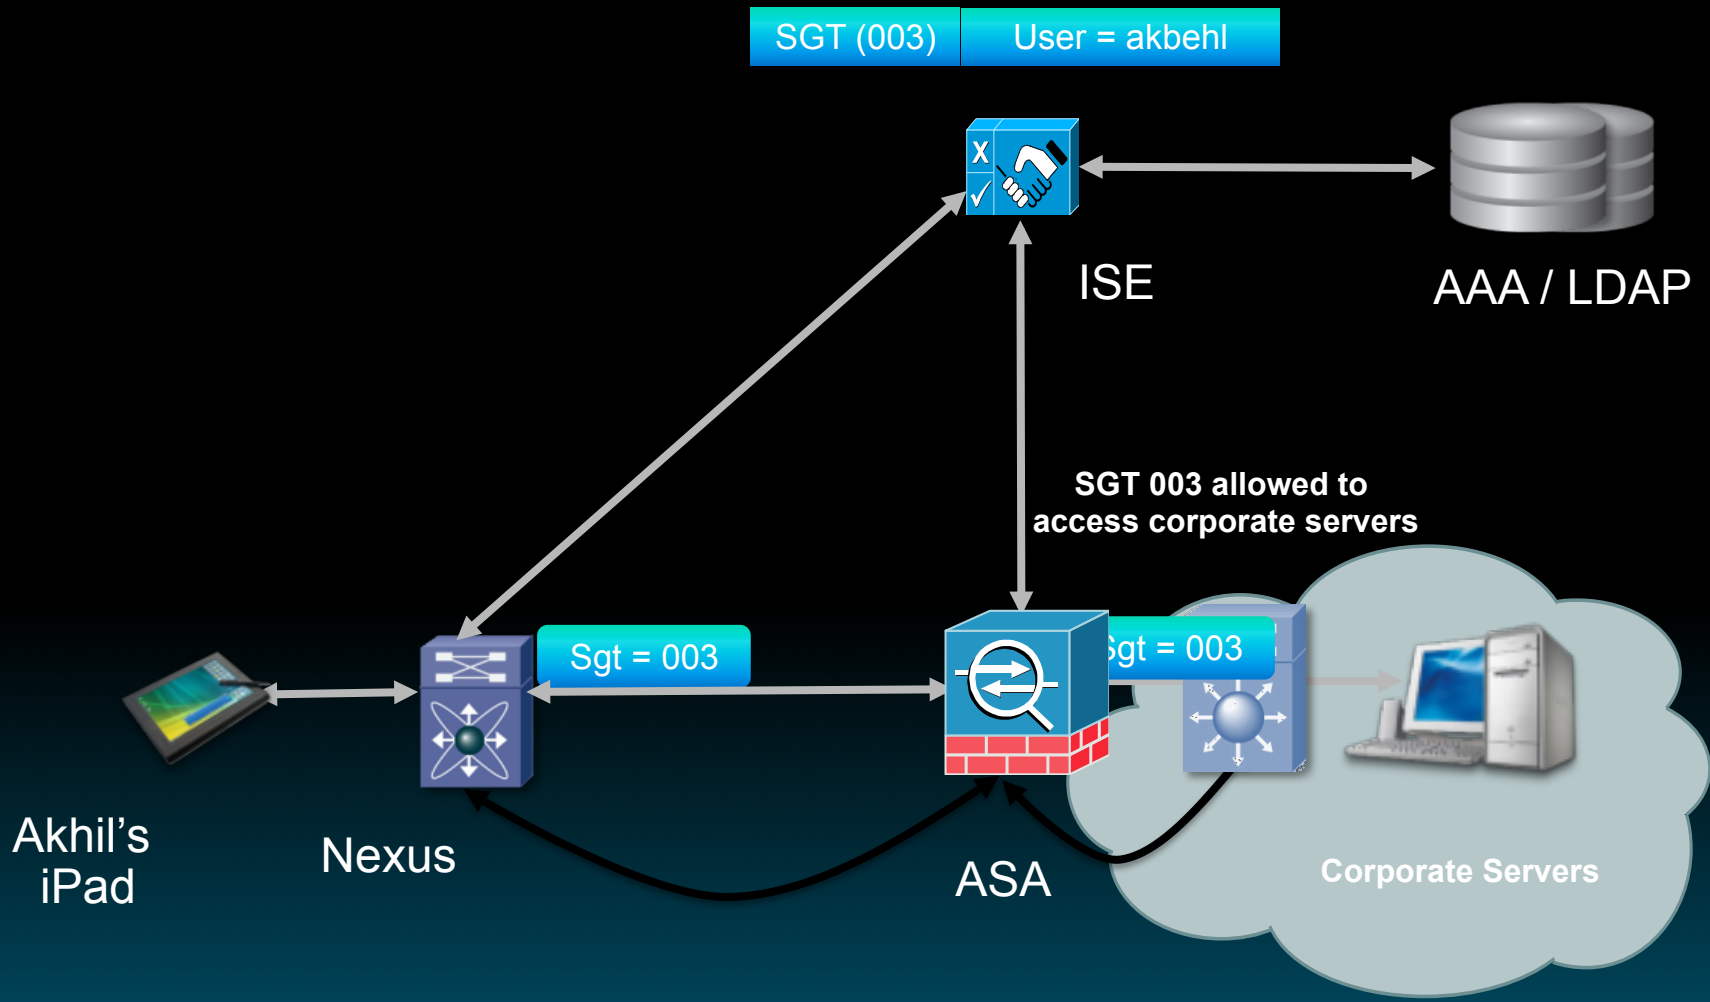 SGT (003)
User = akbehl
X
ISE
AAA / LDAP
SGT 003 allowed to
access corporate servers
Sgt = 003
Sgt = 003
Akhil’s
iPad
Nexus
ASA
Corporate Servers